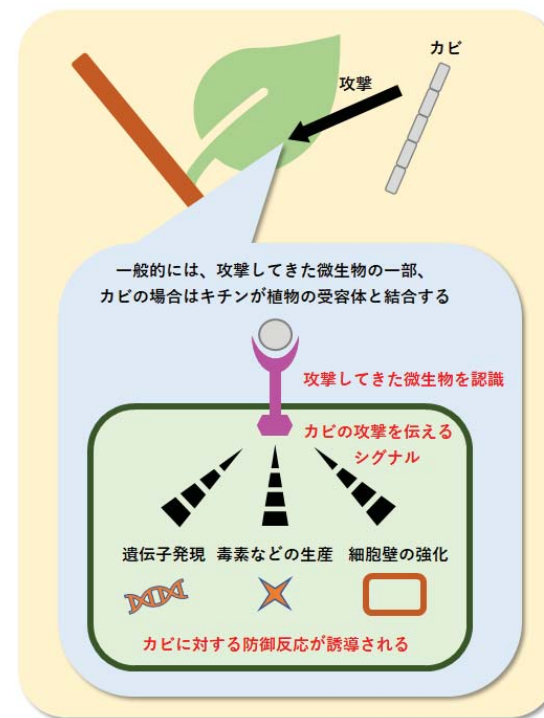 カビ
攻撃
一般的には、攻撃してきた微生物の一部、
カビの場合はキチンが植物の受容体と結合する
攻撃してきた微生物を認識
カビの攻撃を伝える
シグナル
遺伝子発現 毒素などの生産 細胞壁の強化
カビに対する防御反応が誘導される